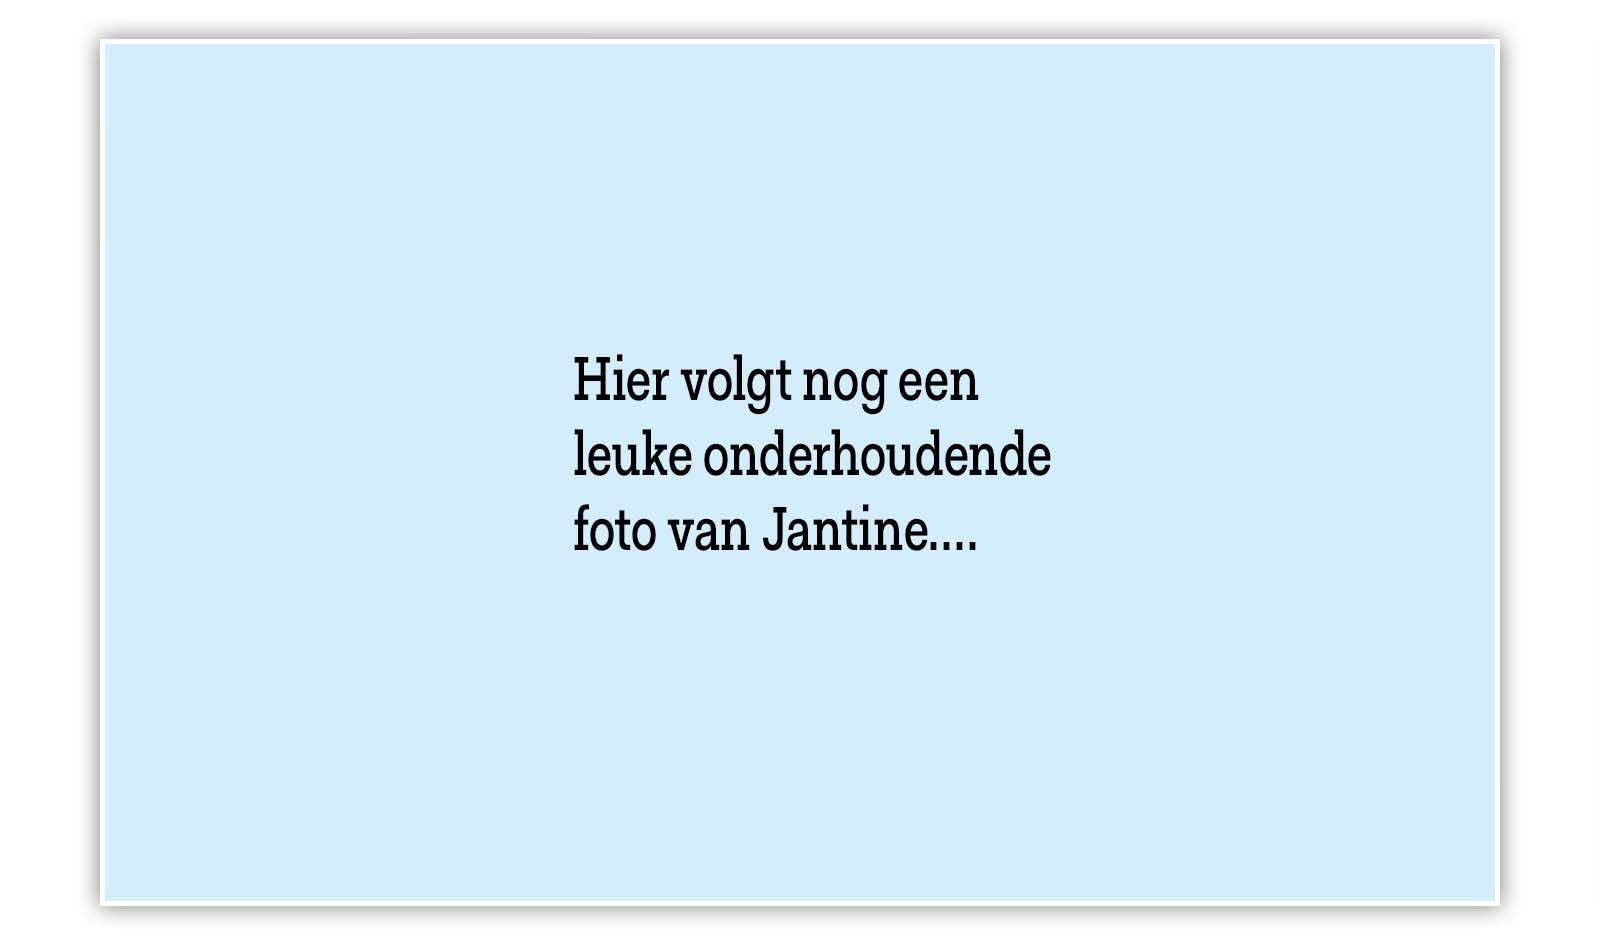 Hier volgt nog een
leuke onderhoudende
foto van Jantine....